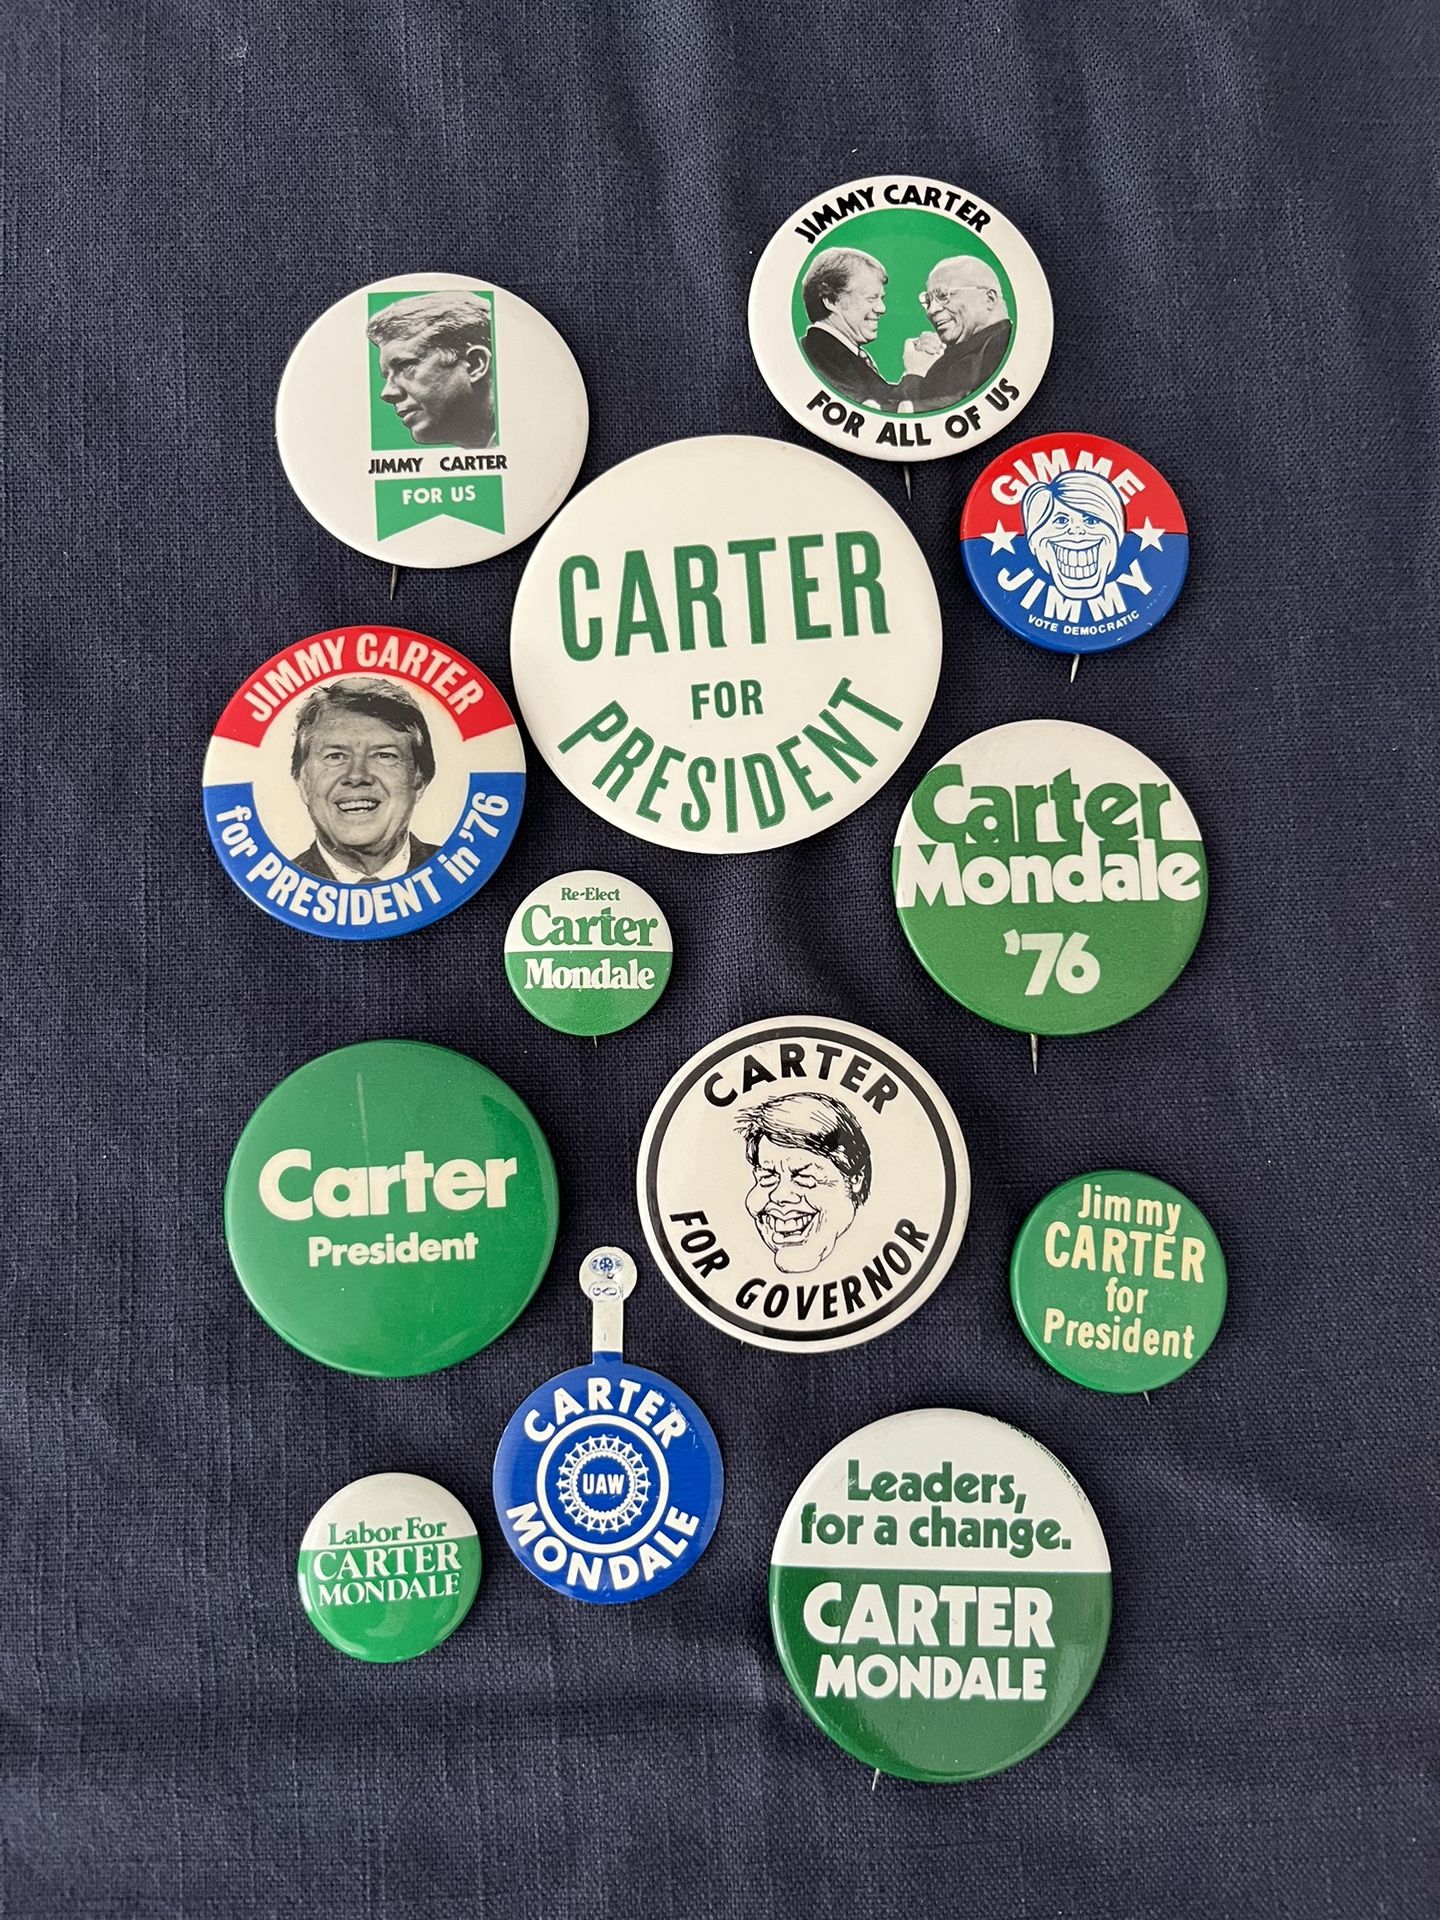 JIMMY CARTER
FOR ALL OF US
JIMMY CARTER
FOR US
GIMME
JIMMY
VOTE DEMOCRATIC
CARTER
FOR
PRESIDENT
JIMMY CARTER
for PRESIDENT in '76
Carter
Mondale
'76
Re-Elect
Carter
Mondale
Carter
President
CARTER
FOR GOVERNOR
Jimmy
CARTER
for
President
CARTER
UAW
MONDALE
Labor For
CARTER
MONDALE
Leaders,
for a change.
CARTER
MONDALE